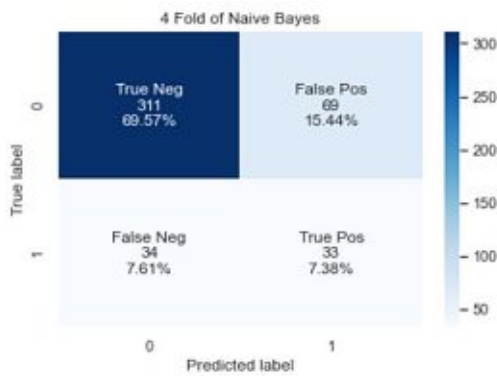 4 Fold of Naive Bayes
True label
0
True Neg
311
69.57%
False Pos
69
15.44%
1
False Neg
34
7.61%
True Pos
33
7.38%
0
1
Predicted label
300
250
200
150
100
50